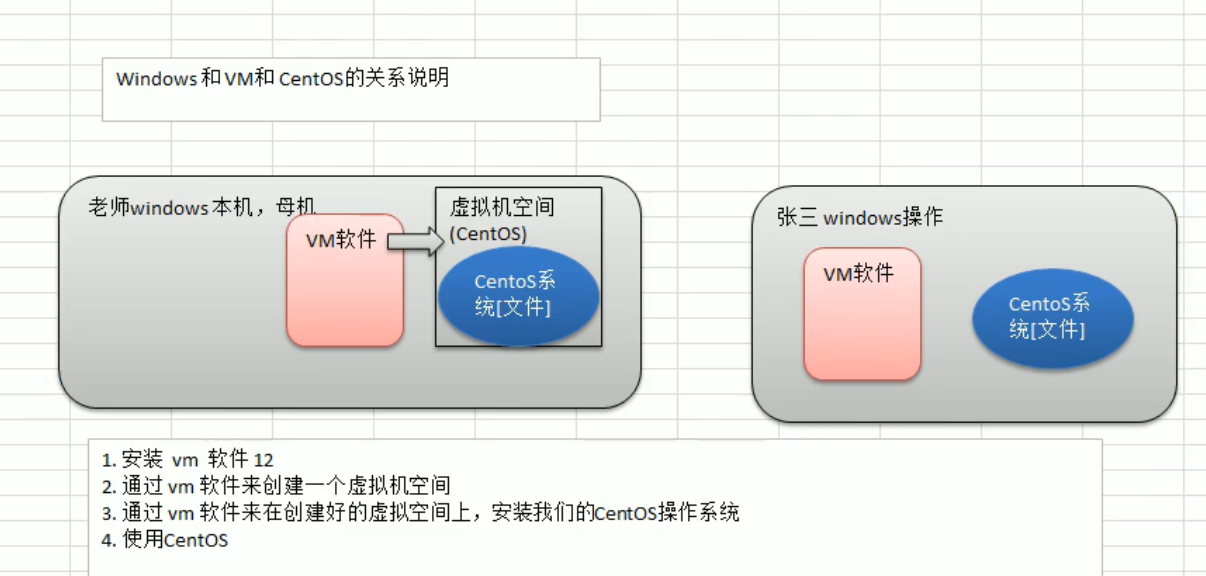 Windows和VM和CentOS的关系说明
老师windows本机，母机
VM软件
虚拟机空间
(CentOS)
CentoS系
统[文件]
张三 windows操作
VM软件
CentoS系
统[文件]
1. 安装 vm 软件 12
2. 通过 vm 软件来创建一个虚拟机空间
3. 通过 vm 软件来在创建好的虚拟空间上，安装我们的CentOS操作系统
4. 使用CentOS